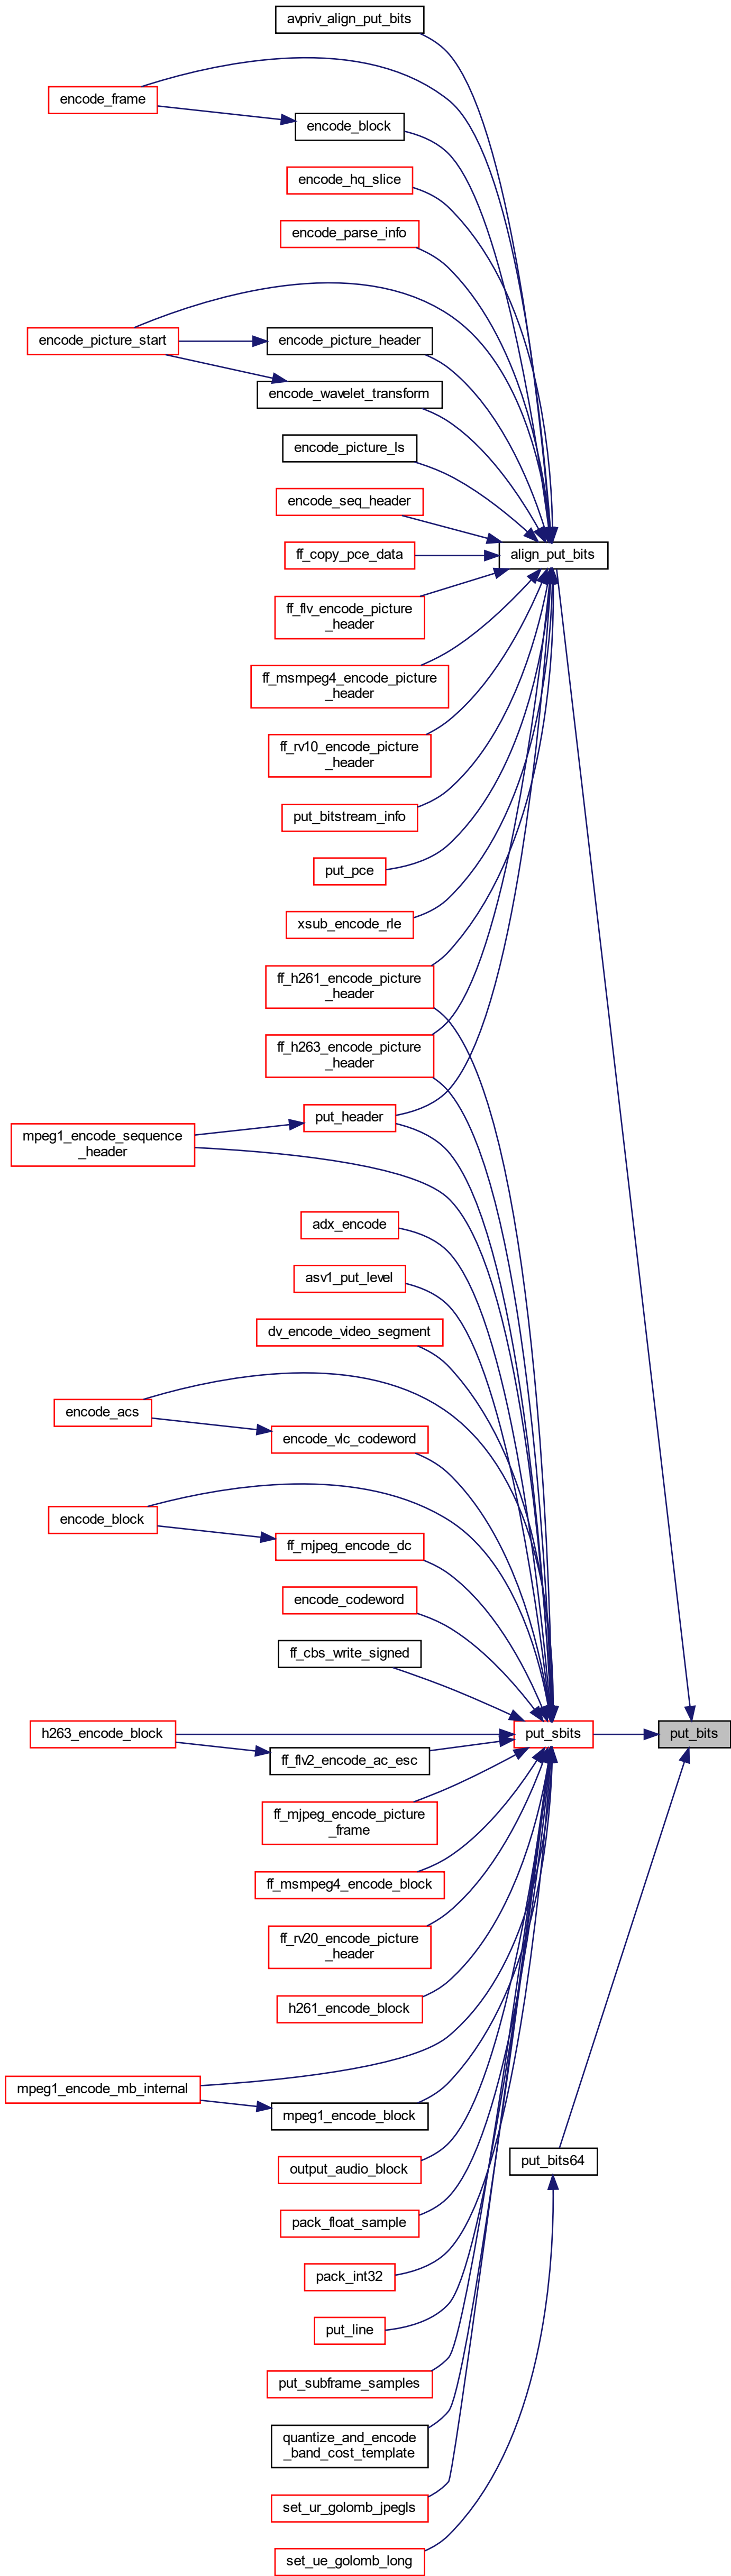 avpriv_align_put_bits
encode_frame
encode_block
encode_hq_slice
encode_parse_info
encode_picture_start
encode_picture_header
encode_wavelet_transform
encode_picture_ls
encode_seq_header
align_put_bits
ff_copy_pce_data
ff_flv_encode_picture
_header
ff_msmpeg4_encode_picture
_header
ff_rv10_encode_picture
_header
put_bitstream_info
put_pce
xsub_encode_rle
ff_h261_encode_picture
_header
ff_h263_encode_picture
_header
put_header
mpeg1_encode_sequence
_header
adx_encode
asv1_put_level
dv_encode_video_segment
encode_acs
encode_vlc_codeword
encode_block
ff_mjpeg_encode_dc
encode_codeword
ff_cbs_write_signed
h263_encode_block
put_sbits
put_bits
ff_flv2_encode_ac_esc
ff_mjpeg_encode_picture
_frame
ff_msmpeg4_encode_block
ff_rv20_encode_picture
_header
h261_encode_block
mpeg1_encode_mb_internal
mpeg1_encode_block
put_bits64
output_audio_block
pack_float_sample
pack_int32
put_line
put_subframe_samples
quantize_and_encode
_band_cost_template
set_ur_golomb_jpegls
set_ue_golomb_long